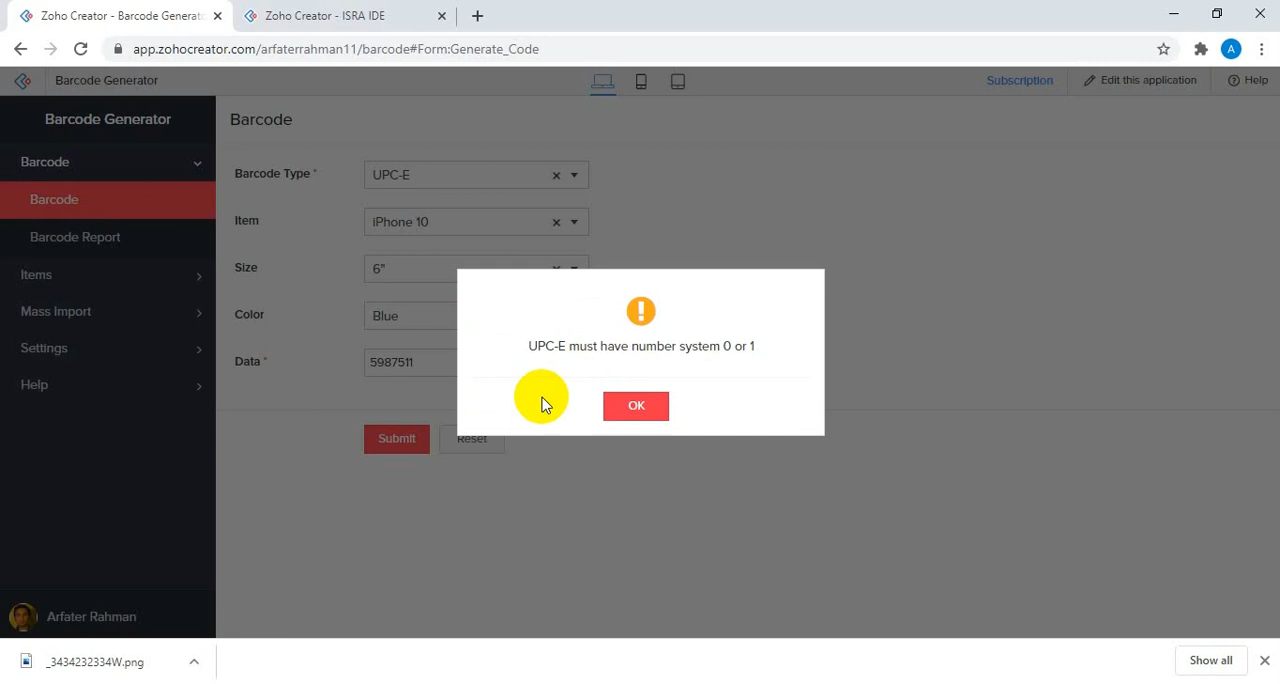 Zoho Creator - Barcode Generato
Zoho Creator - ISRA IDE
app.zohocreator.com/arfaterrahman11/barcode#Form:Generate_Code
A
Barcode Generator
Subscription
Edit this application
Help
Barcode Generator
Barcode
Barcode
Barcode Report
Items
Mass Import
Settings
Help
Arfater Rahman
Barcode
Barcode Type *
UPC-E
Item
iPhone 10
Size
6"
Color
Blue
Data *
5987511
Submit
Reset
UPC-E must have number system 0 or 1
OK
_3434232334W.png
Show all